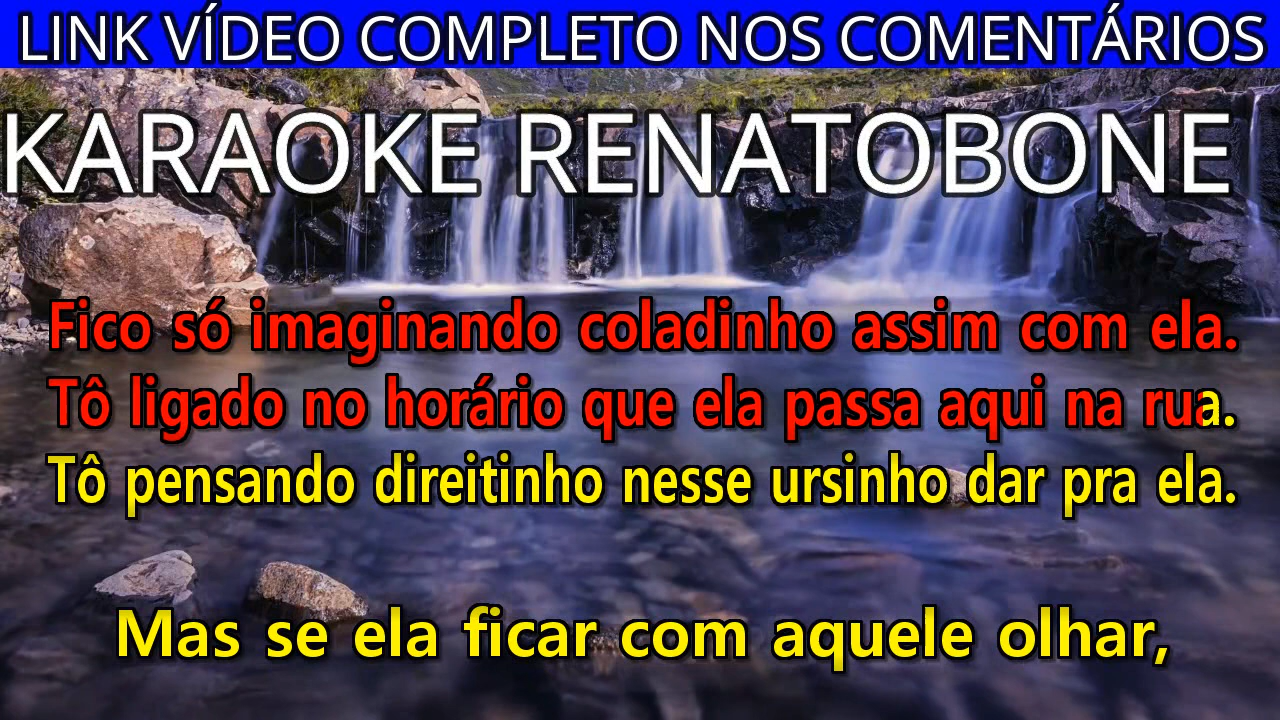 LINK VÍDEO COMPLETO NOS COMENTÁRIOS
KARAOKE RENATOBONE
Fico só imaginando coladinho assim com ela.
Tô ligado no horário que ela passa aqui na rua.
Tô pensando direitinho nesse ursinho dar pra ela.
Mas se ela ficar com aquele olhar,